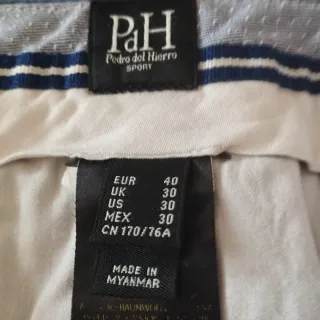 PdH
Pedro del Hierro
SPORT
EUR 40
UK 30
US 30
MEX 30
CN 170/76A
MADE IN
MYANMAR
BAUMWOLL